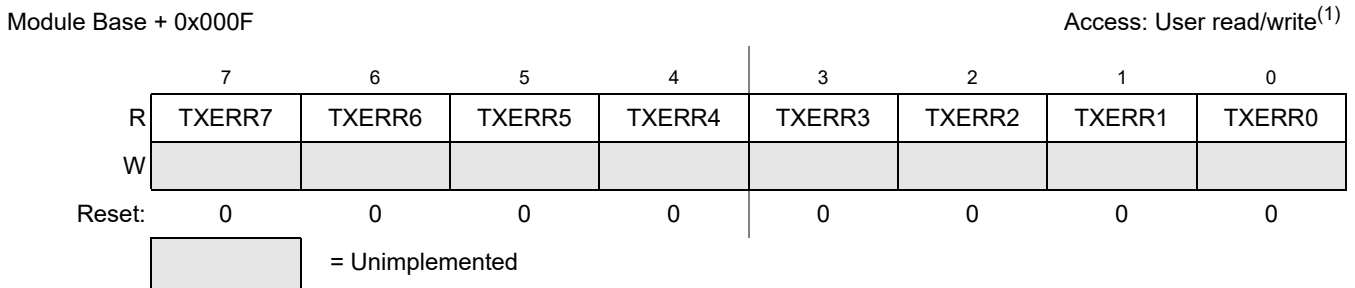 Module Base + 0x000F Access: User read/write(1)
7 6 5 4 3 2 1 0
R TXERR7 TXERR6 TXERR5 TXERR4 TXERR3 TXERR2 TXERR1 TXERR0
W
Reset: 0 0 0 0 0 0 0 0
= Unimplemented